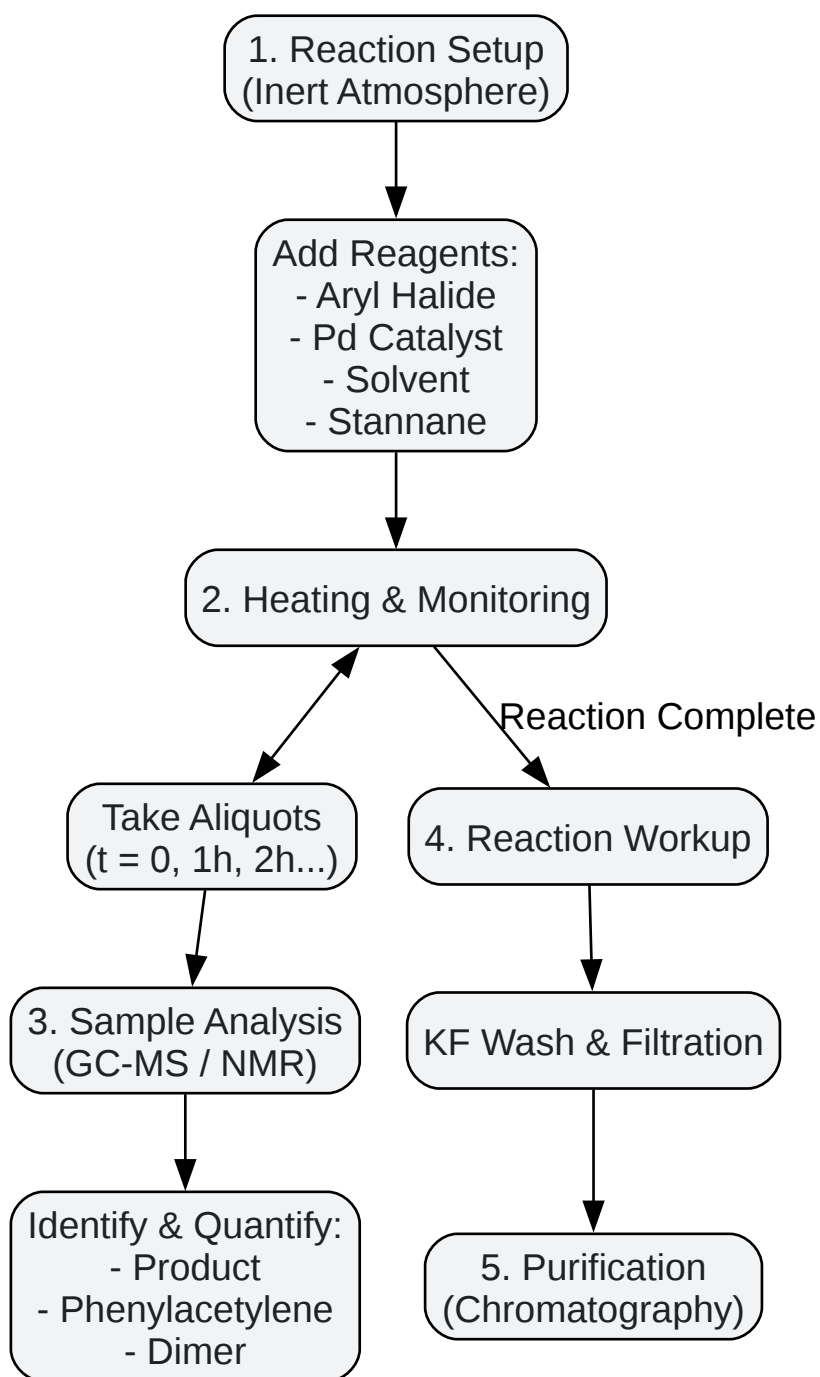 1. Reaction Setup
(Inert Atmosphere)
Add Reagents:
- Aryl Halide
- Pd Catalyst
- Solvent
- Stannane
2. Heating & Monitoring
Reaction Complete
Take Aliquots
(t = 0, 1h, 2h...)
4. Reaction Workup
3. Sample Analysis
(GC-MS / NMR)
KF Wash & Filtration
Identify & Quantify:
- Product
- Phenylacetylene
- Dimer
5. Purification
(Chromatography)